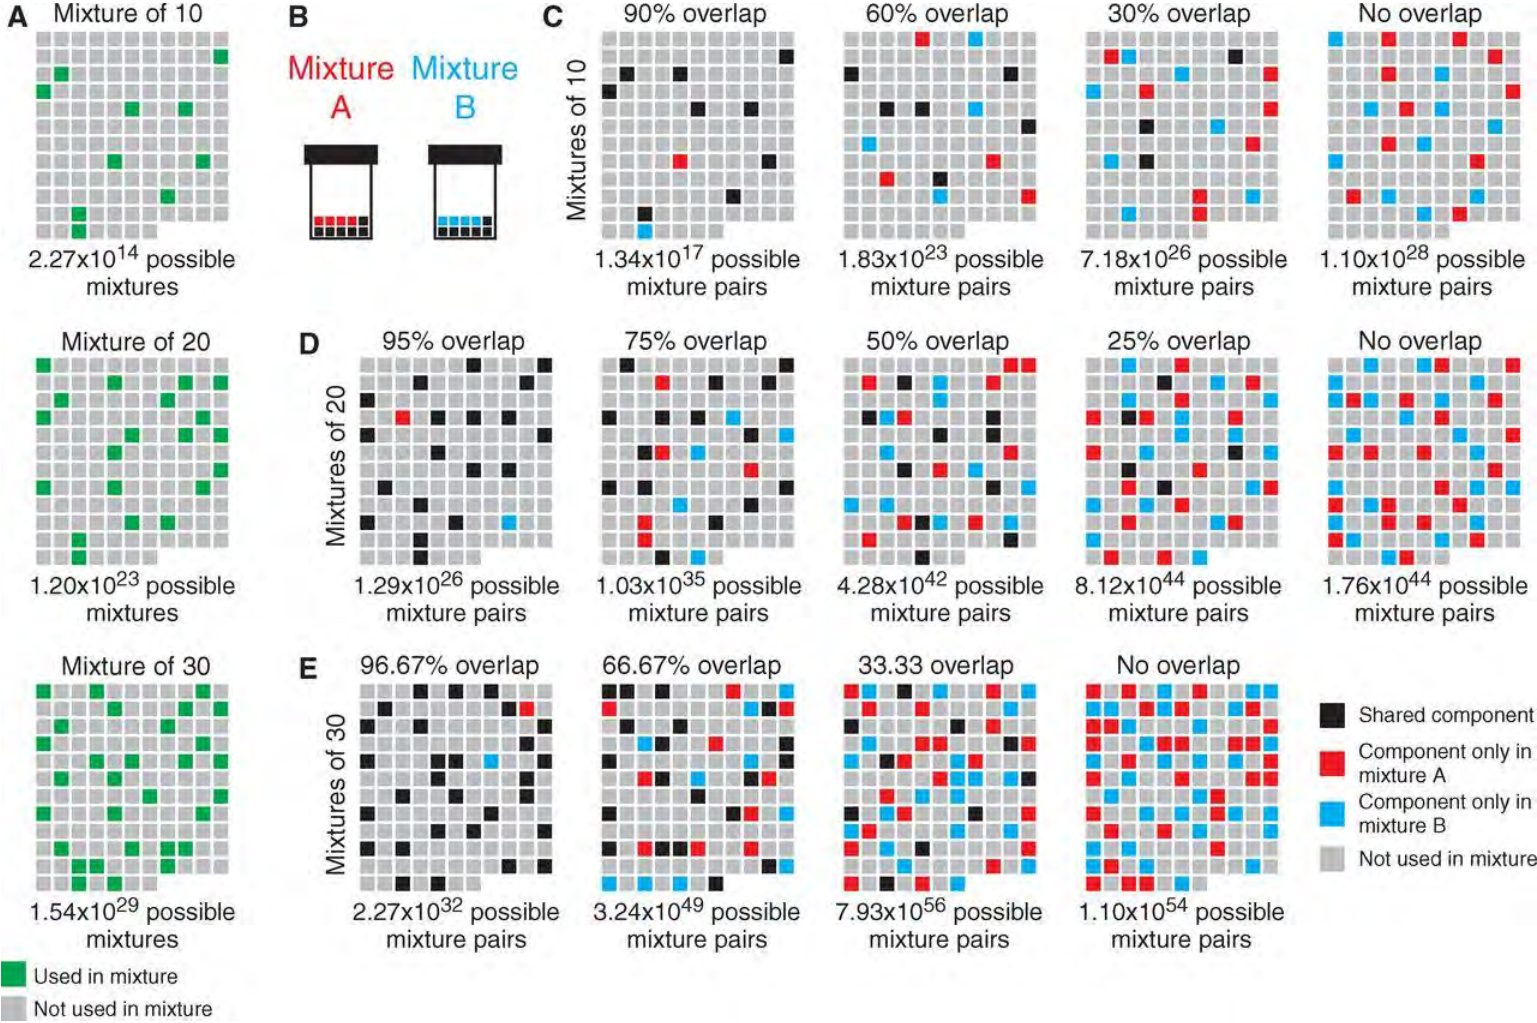 A
Mixture of 10
2.27x10^14 possible
mixtures
Mixture of 20
1.20x10^23 possible
mixtures
Mixture of 30
1.54x10^29 possible
mixtures
Used in mixture
Not used in mixture
B
Mixture
A
Mixture
B
C
Mixtures of 10
90% overlap
1.34x10^17 possible
mixture pairs
60% overlap
1.83x10^23 possible
mixture pairs
30% overlap
7.18x10^26 possible
mixture pairs
No overlap
1.10x10^28 possible
mixture pairs
D
Mixtures of 20
95% overlap
1.29x10^26 possible
mixture pairs
75% overlap
1.03x10^35 possible
mixture pairs
50% overlap
4.28x10^42 possible
mixture pairs
25% overlap
8.12x10^44 possible
mixture pairs
No overlap
1.76x10^44 possible
mixture pairs
E
Mixtures of 30
96.67% overlap
2.27x10^32 possible
mixture pairs
66.67% overlap
3.24x10^49 possible
mixture pairs
33.33 overlap
7.93x10^56 possible
mixture pairs
No overlap
1.10x10^54 possible
mixture pairs
Shared component
Component only in
mixture A
Component only in
mixture B
Not used in mixture